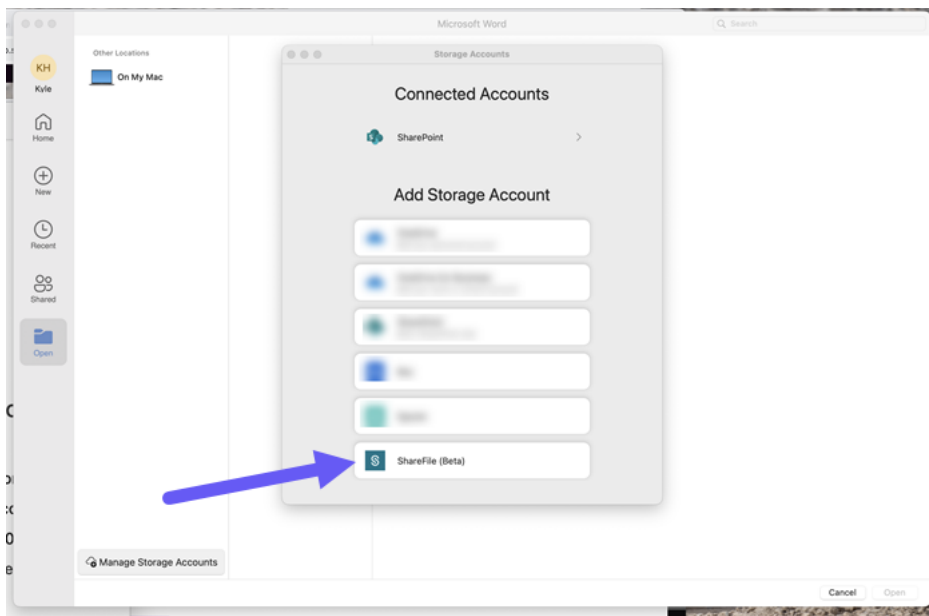 Microsoft Word
Search
KH
Kyle
Home
New
Recent
Shared
Open
Other Locations
On My Mac
Manage Storage Accounts
Storage Accounts
Connected Accounts
SharePoint
Add Storage Account
ShareFile (Beta)
Cancel
Open